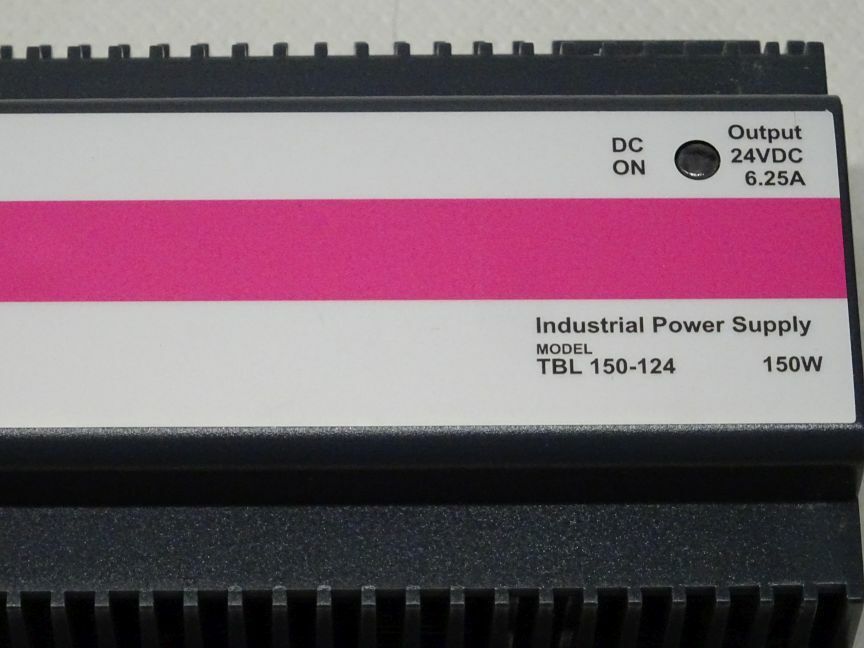 DC
ON
Output
24VDC
6.25A
Industrial Power Supply
MODEL
TBL 150-124 150W